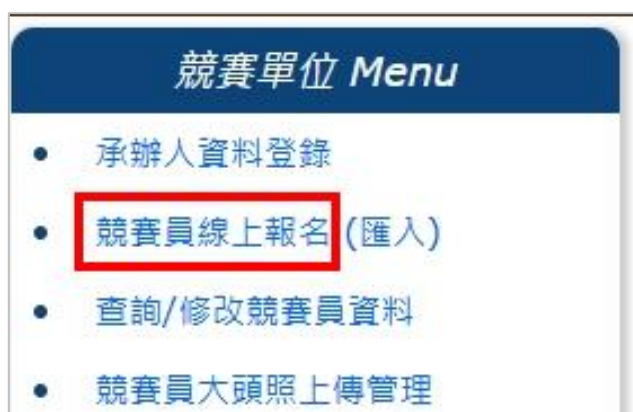 競賽單位 Menu
承辦人資料登錄
競賽員線上報名 (匯入)
查詢/修改競賽員資料
競賽員大頭照上傳管理